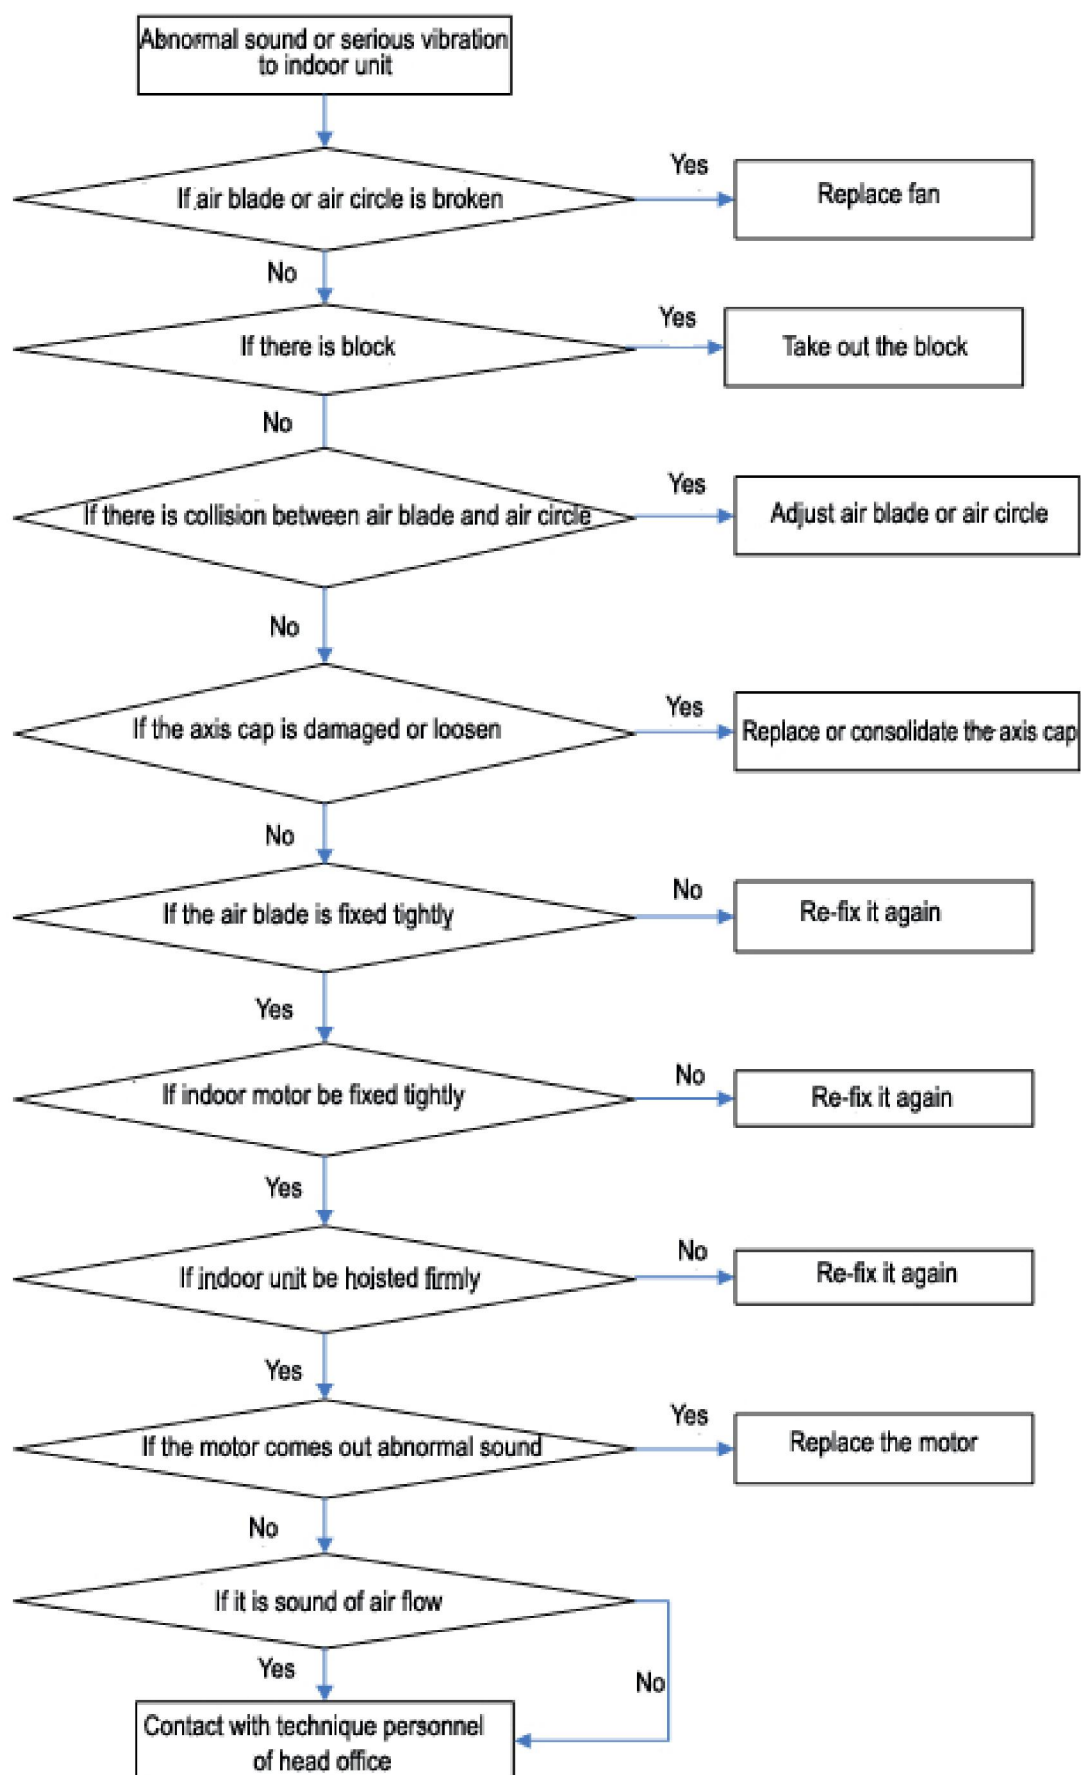 Abnormal sound or serious vibration
to indoor unit
If air blade or air circle is broken
Yes
Replace fan
No
If there is block
Yes
Take out the block
No
If there is collision between air blade and air circle
Yes
Adjust air blade or air circle
No
If the axis cap is damaged or loosen
Yes
Replace or consolidate the axis cap
No
If the air blade is fixed tightly
No
Re-fix it again
Yes
If indoor motor be fixed tightly
No
Re-fix it again
Yes
If indoor unit be hoisted firmly
No
Re-fix it again
Yes
If the motor comes out abnormal sound
Yes
Replace the motor
No
If it is sound of air flow
Yes
No
Contact with technique personnel
of head office